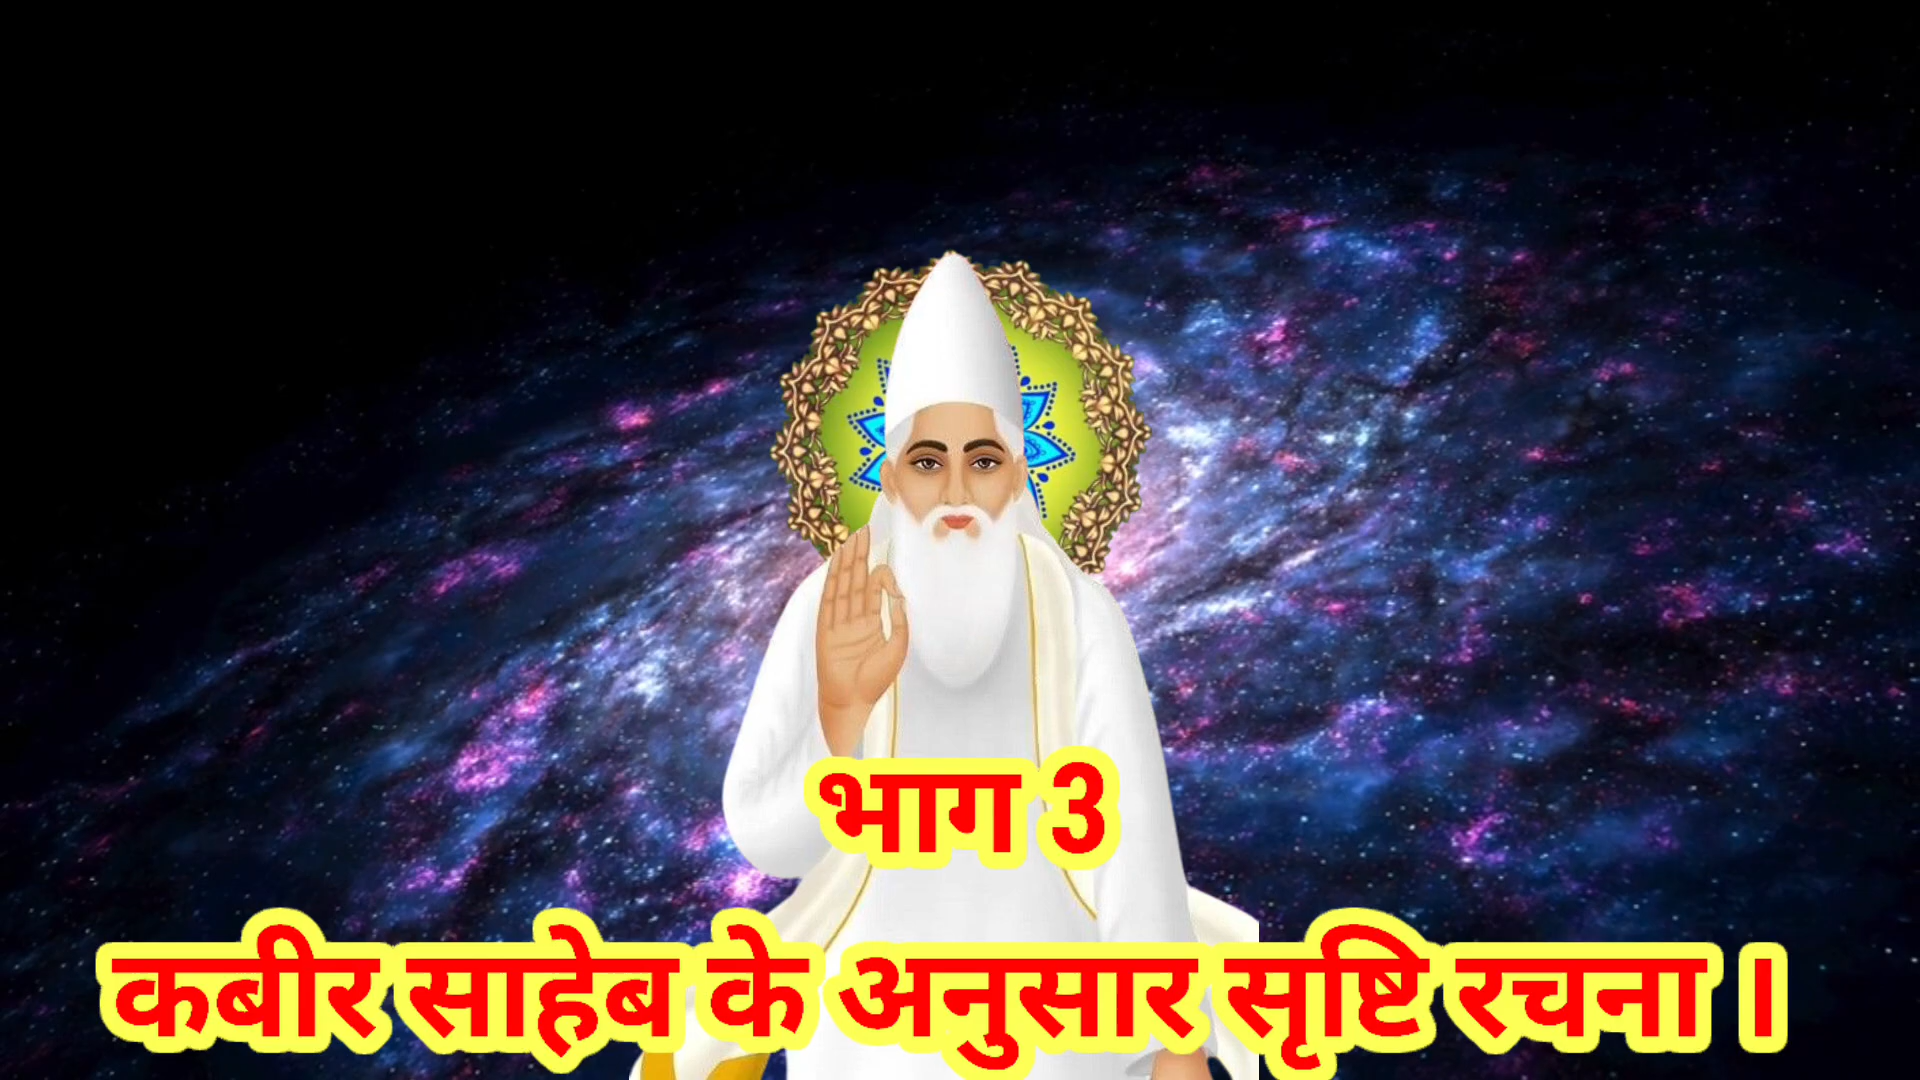 भाग 3
कबीर साहेब के अनुसार सृष्टि रचना ।